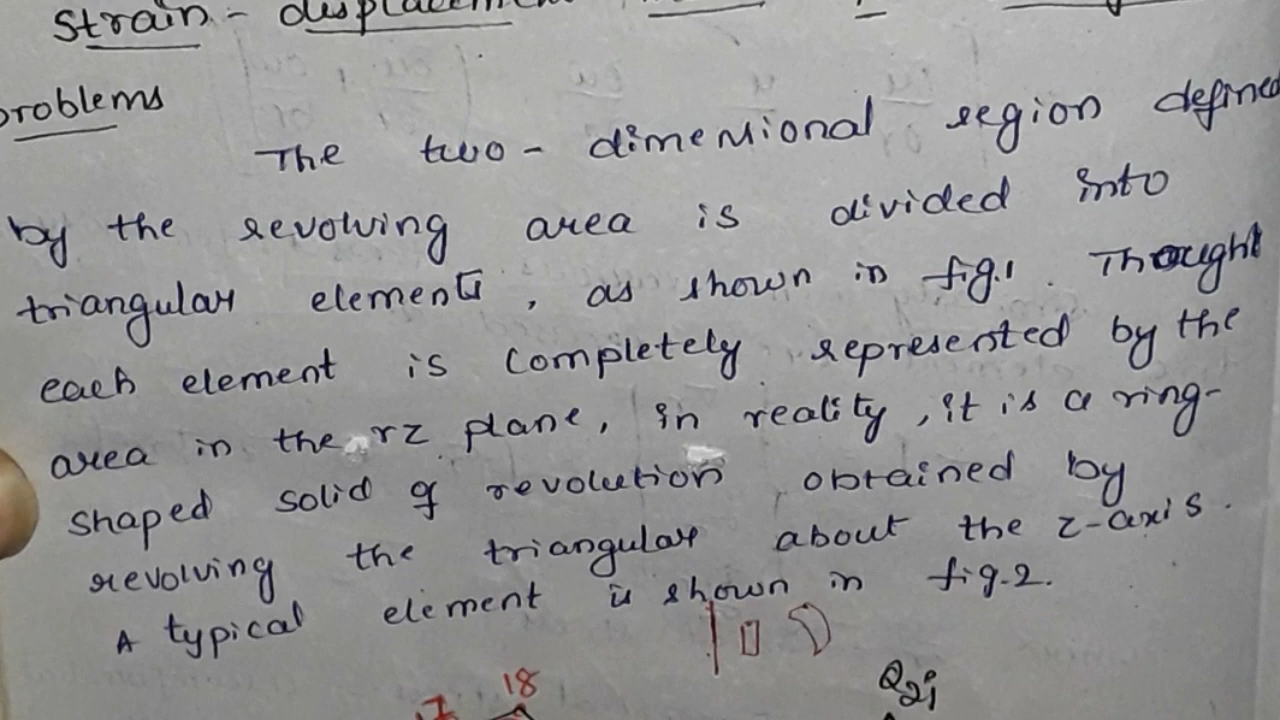 Strain - displacement
problems
The two - dimensional region defined
by the revolving area is divided into
triangular elements, as shown in fig.1. Thought
each element is completely represented by the
area in the rz plane, in reality, it is a ring-
shaped solid of revolution obtained by
revolving the triangular about the z-axis.
A typical element is shown in fig.2.
18
7
Q2j